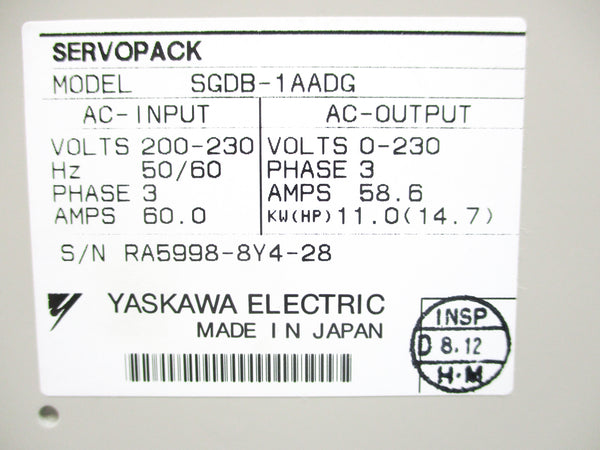 SERVOPACK
MODEL SGDB-1AADG
AC-INPUT AC-OUTPUT
VOLTS 200-230 VOLTS 0-230
Hz 50/60 PHASE 3
PHASE 3 AMPS 58.6
AMPS 60.0 KW(HP) 11.0(14.7)
S/N RA5998-8Y4-28
YASKAWA ELECTRIC
MADE IN JAPAN
INSP
D 8.12
H.M